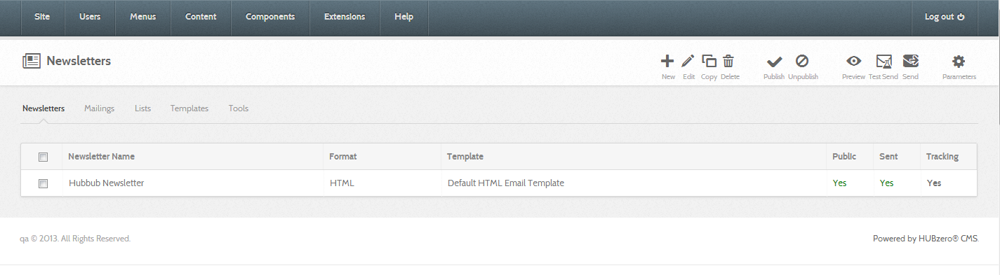 Site Users Menus Content Components Extensions Help Log out
Newsletters
New Edit Copy Delete Publish Unpublish Preview Test Send Send Parameters
Newsletters Mailings Lists Templates Tools
Newsletter Name Format Template Public Sent Tracking
Hubbub Newsletter HTML Default HTML Email Template Yes Yes Yes
qa © 2013. All Rights Reserved. Powered by HUBzero® CMS.